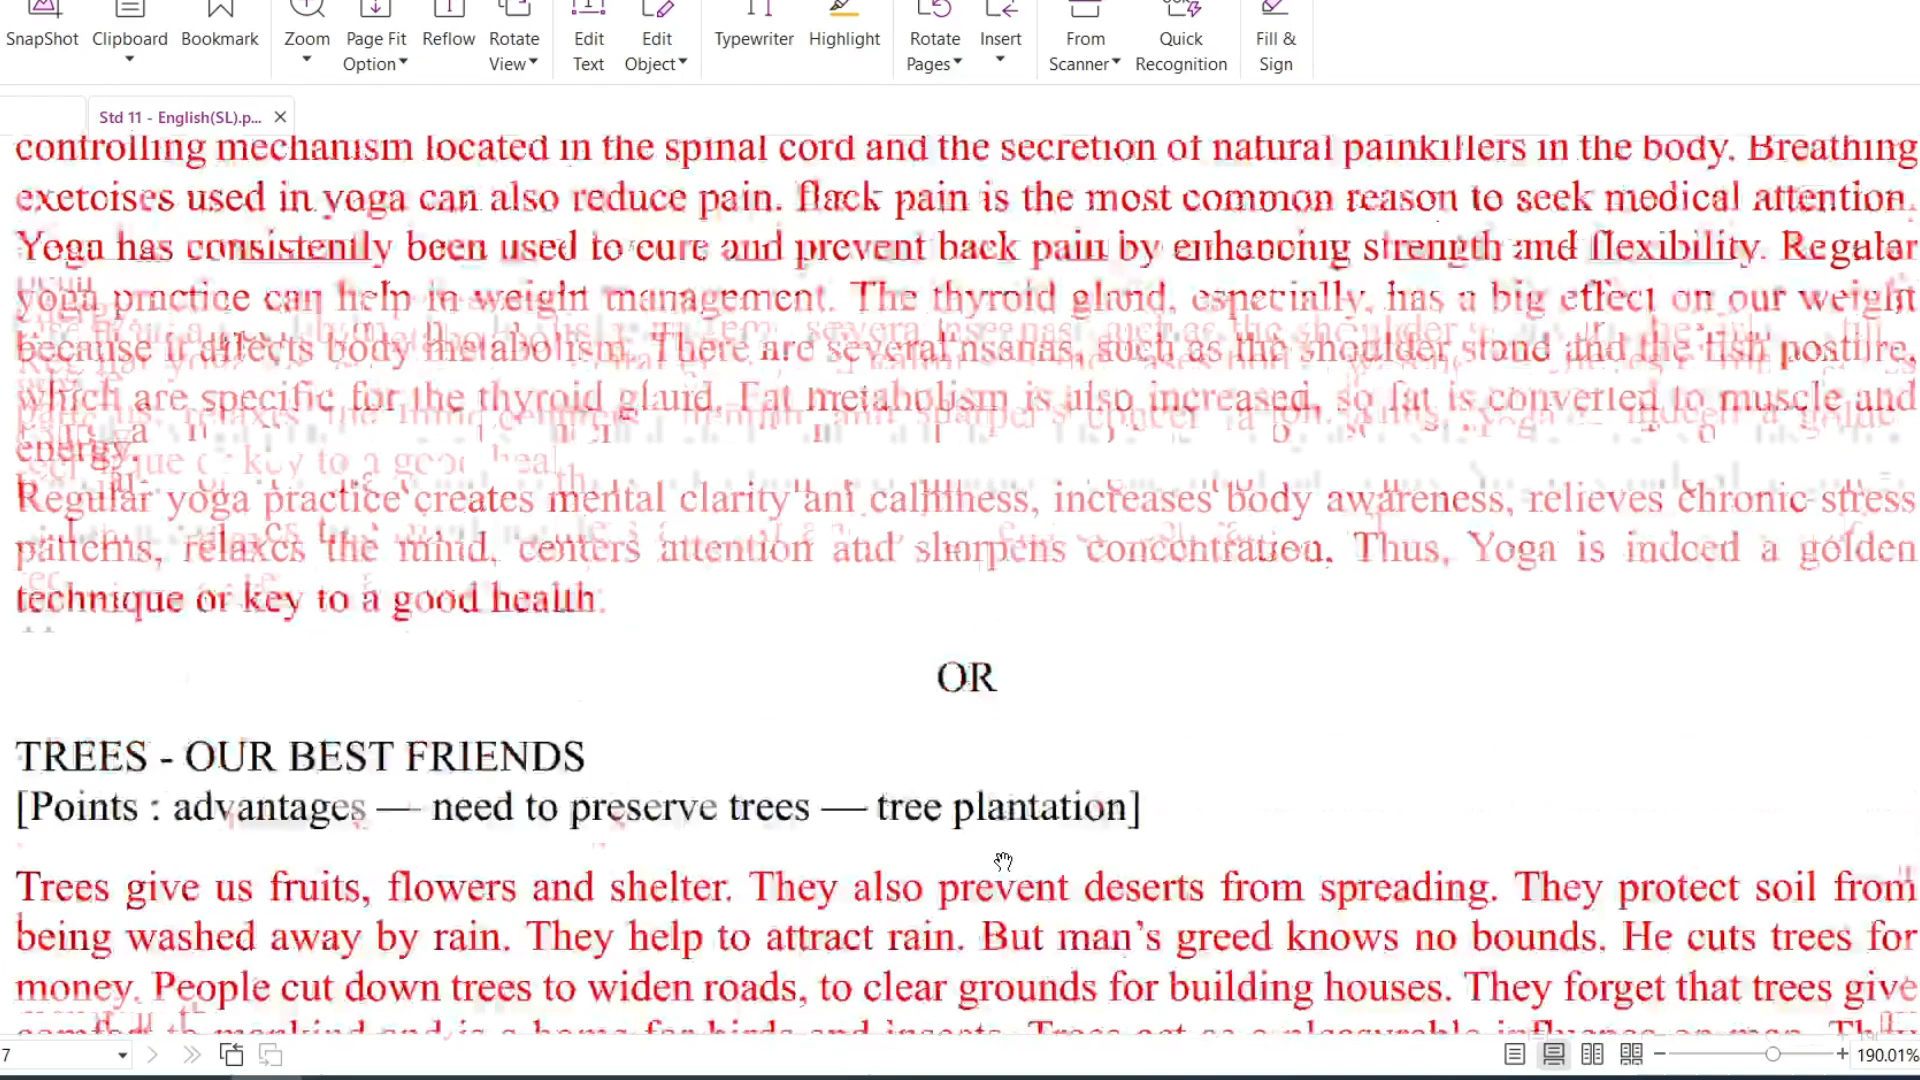 SnapShot Clipboard Bookmark Zoom Page Fit Option Reflow Rotate View Edit Text Edit Object Typewriter Highlight Rotate Pages Insert From Scanner Quick Recognition Fill & Sign
Std 11 - English(SL).p...
controlling mechanism located in the spinal cord and the secretion of natural painkillers in the body. Breathing
used in yoga can also reduce pain. Back pain is the most common reason to seek medical attention.
Yoga has consistently been used to cure and prevent back pain by enhancing strength and flexibility. Regular
yoga practice can help in weight management. The thyroid gland, especially, has a big effect on our weight
because it affects body metabolism. There are several asanas, such as the shoulder stand and the fish posture,
which are specific for the thyroid gland. Fat metabolism is also increased, so fat is converted to muscle and
energy.
Regular yoga practice creates mental clarity and calmness, increases body awareness, relieves chronic stress
patterns, relaxes the mind, centers attention and sharpens concentration. Thus, Yoga is indeed a golden
technique or key to a good health.
OR
TREES - OUR BEST FRIENDS
[Points : advantages — need to preserve trees — tree plantation]
Trees give us fruits, flowers and shelter. They also prevent deserts from spreading. They protect soil from
being washed away by rain. They help to attract rain. But man's greed knows no bounds. He cuts trees for
money. People cut down trees to widen roads, to clear grounds for building houses. They forget that trees give
7
190.01%